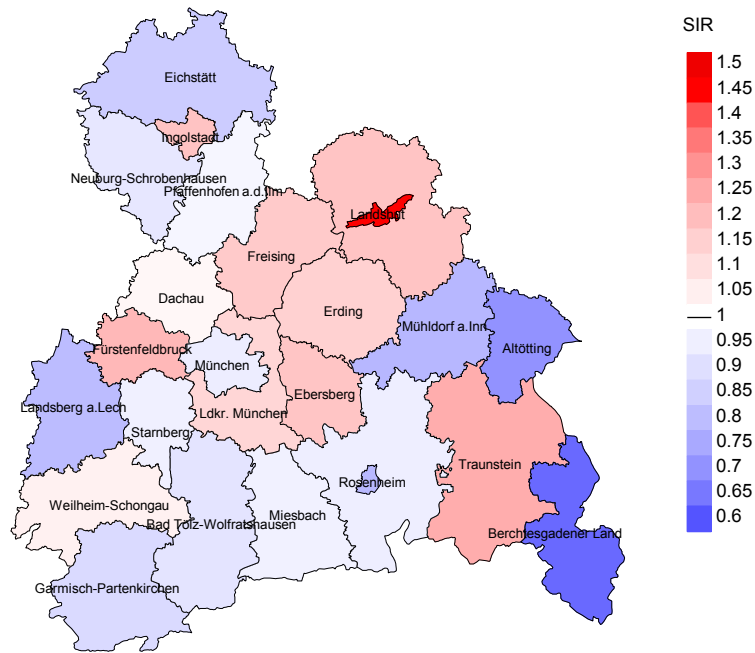 SIR
1.5
1.45
1.4
1.35
1.3
1.25
1.2
1.15
1.1
1.05
1
0.95
0.9
0.85
0.8
0.75
0.7
0.65
0.6
Eichstätt
Ingolstadt
Neuburg-Schrobenhausen
Pfaffenhofen a.d.Ilm
Landshut
Freising
Dachau
Erding
Mühldorf a.Inn
Altötting
Fürstenfeldbruck
München
Ebersberg
Landsberg a.Lech
Ldkr. München
Starnberg
Traunstein
Rosenheim
Weilheim-Schongau
Miesbach
Bad Tölz-Wolfratshausen
Berchtesgadener Land
Garmisch-Partenkirchen